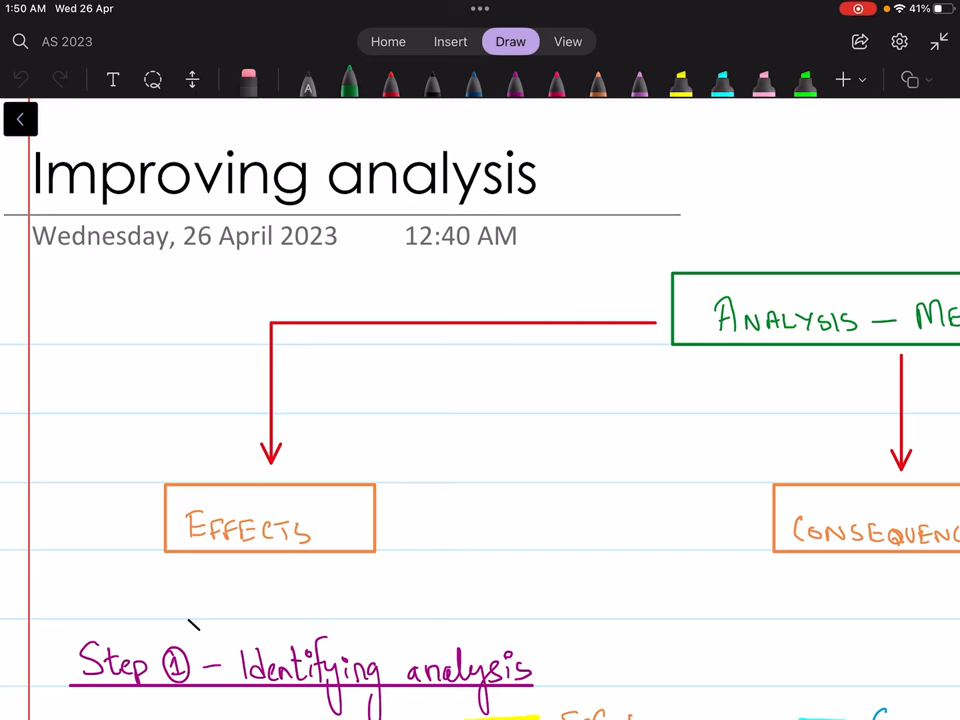 1:50 AM Wed 26 Apr
41%
AS 2023
Home Insert Draw View
T
A
Improving analysis
Wednesday, 26 April 2023 12:40 AM
ANALYSIS – ME
EFFECTS
CONSEQUENC
Step ① – Identifying analysis